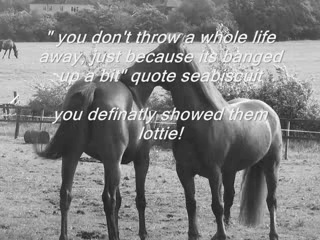 " you don't throw a whole life
away, just because its banged
up a bit" quote seabiscuit
you definatly showed them
lottie!